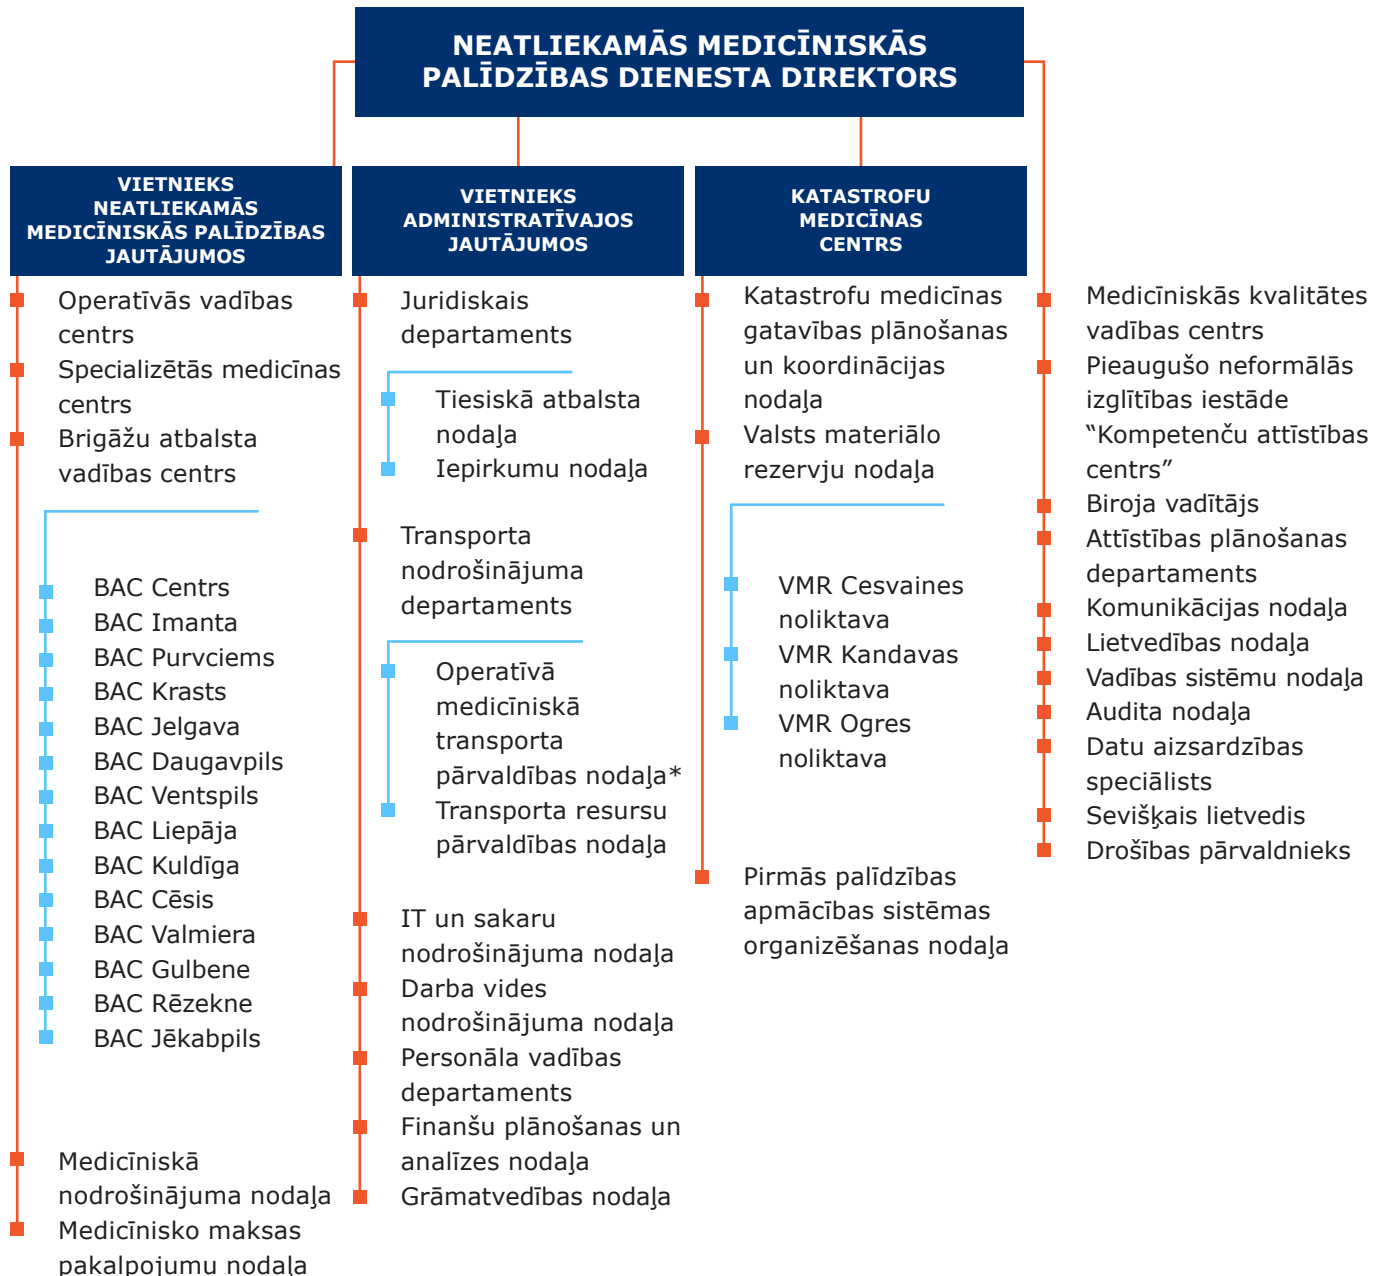 NEATLIEKAMĀS MEDICĪNISKĀS
PALĪDZĪBAS DIENESTA DIREKTORS
VIETNIEKS
NEATLIEKAMĀS
MEDICĪNISKĀS PALĪDZĪBAS
JAUTĀJUMOS
Operatīvās vadības
centrs
Specializētās medicīnas
centrs
Brigāžu atbalsta
vadības centrs
BAC Centrs
BAC Imanta
BAC Purvciems
BAC Krasts
BAC Jelgava
BAC Daugavpils
BAC Ventspils
BAC Liepāja
BAC Kuldīga
BAC Cēsis
BAC Valmiera
BAC Gulbene
BAC Rēzekne
BAC Jēkabpils
Medicīniskā
nodrošinājuma nodaļa
Medicīnisko maksas
pakalpojumu nodaļa
VIETNIEKS
ADMINISTRATĪVAJOS
JAUTĀJUMOS
Juridiskais
departaments
Tiesiskā atbalsta
nodaļa
Iepirkumu nodaļa
Transporta
nodrošinājuma
departaments
Operatīvā
medicīniskā
transporta
pārvaldības nodaļa*
Transporta resursu
pārvaldības nodaļa
IT un sakaru
nodrošinājuma nodaļa
Darba vides
nodrošinājuma nodaļa
Personāla vadības
departaments
Finanšu plānošanas un
analīzes nodaļa
Grāmatvedības nodaļa
KATASTROFU
MEDICĪNAS
CENTRS
Katastrofu medicīnas
gatavības plānošanas
un koordinācijas
nodaļa
Valsts materiālo
rezervju nodaļa
VMR Cesvaines
noliktava
VMR Kandavas
noliktava
VMR Ogres
noliktava
Pirmās palīdzības
apmācības sistēmas
organizēšanas nodaļa
Medicīniskās kvalitātes
vadības centrs
Pieaugušo neformālās
izglītības iestāde
“Kompetenču attīstības
centrs”
Biroja vadītājs
Attīstības plānošanas
departaments
Komunikācijas nodaļa
Lietvedības nodaļa
Vadības sistēmu nodaļa
Audita nodaļa
Datu aizsardzības
speciālists
Sevišķais lietvedis
Drošības pārvaldnieks